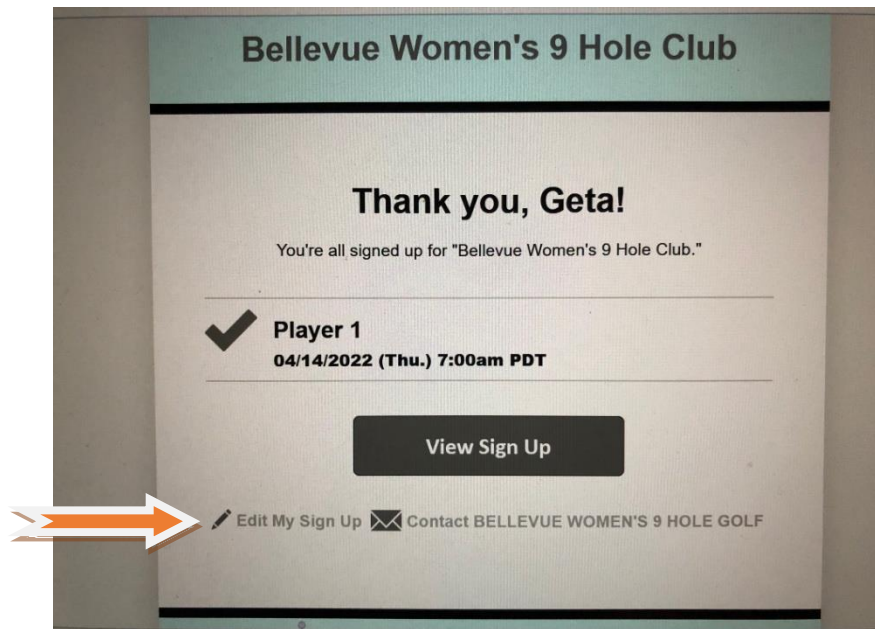 Bellevue Women's 9 Hole Club
Thank you, Geta!
You're all signed up for "Bellevue Women's 9 Hole Club."
Player 1
04/14/2022 (Thu.) 7:00am PDT
View Sign Up
Edit My Sign Up Contact BELLEVUE WOMEN'S 9 HOLE GOLF